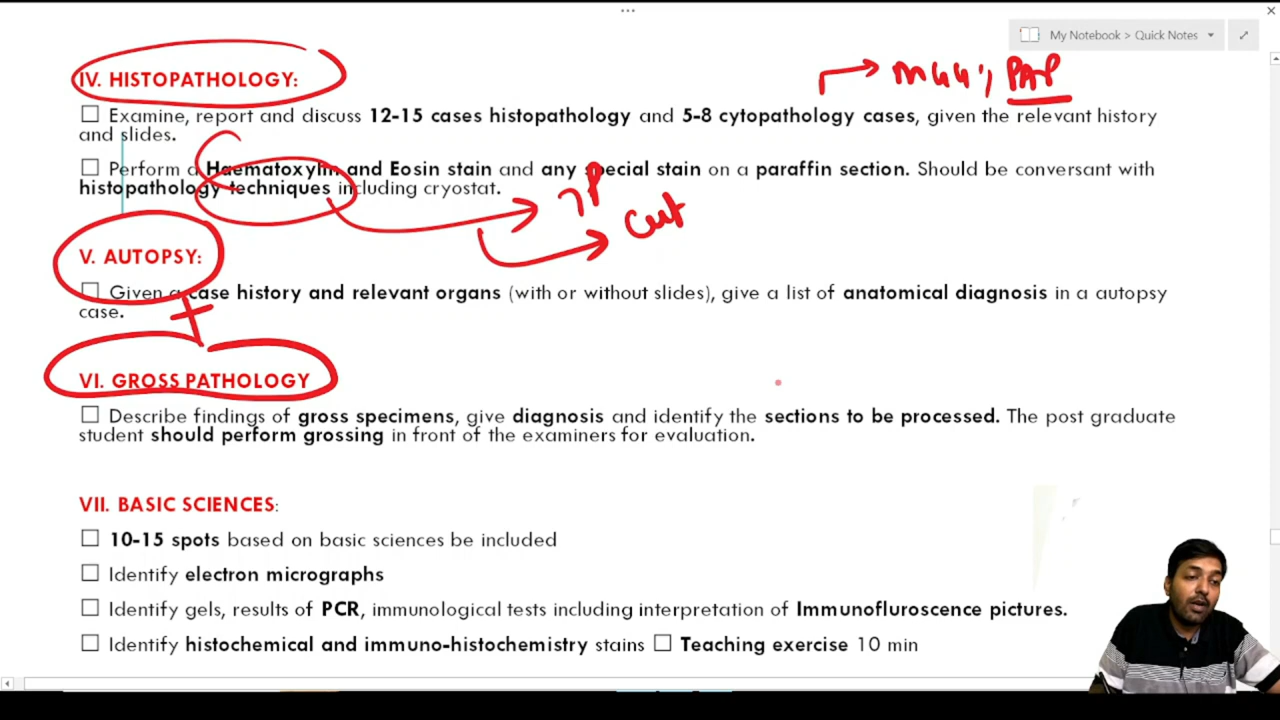 My Notebook > Quick Notes
IV. HISTOPATHOLOGY:
MGG, PAP
☐ Examine, report and discuss 12-15 cases histopathology and 5-8 cytopathology cases, given the relevant history
and slides.
☐ Perform a Haematoxylin and Eosin stain and any special stain on a paraffin section. Should be conversant with
histopathology techniques including cryostat.
cut
V. AUTOPSY:
☐ Given a case history and relevant organs (with or without slides), give a list of anatomical diagnosis in a autopsy
case.
VI. GROSS PATHOLOGY
☐ Describe findings of gross specimens, give diagnosis and identify the sections to be processed. The post graduate
student should perform grossing in front of the examiners for evaluation.
VII. BASIC SCIENCES:
☐ 10-15 spots based on basic sciences be included
☐ Identify electron micrographs
☐ Identify gels, results of PCR, immunological tests including interpretation of Immunofluroscence pictures.
☐ Identify histochemical and immuno-histochemistry stains ☐ Teaching exercise 10 min